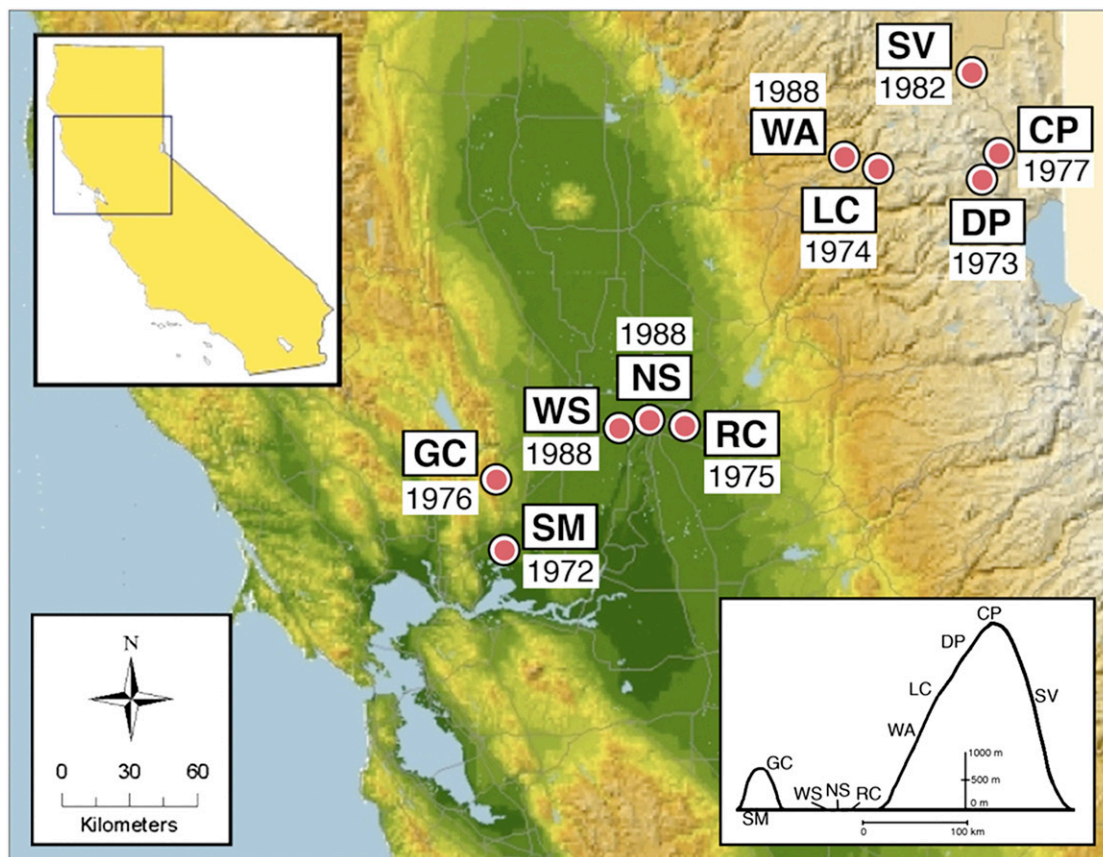 SV
1982
1988
WA
CP
1977
LC
1974
DP
1973
1988
NS
WS
1988
RC
1975
GC
1976
SM
1972
N
0 30 60
Kilometers
CP
DP
LC
SV
WA
1000 m
500 m
0 m
GC
WS NS RC
SM
0 100 km